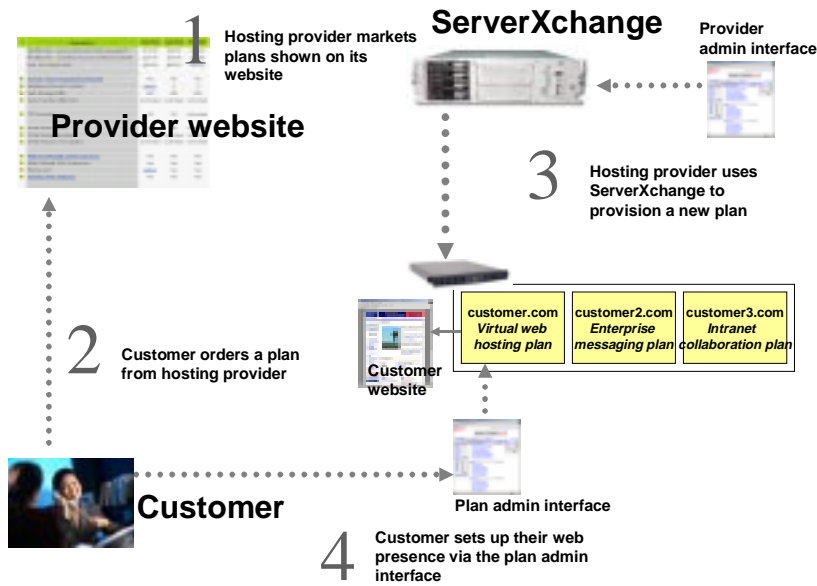 1
Hosting provider markets
plans shown on its
website
Provider website
ServerXchange
Provider
admin interface
3
Hosting provider uses
ServerXchange to
provision a new plan
2
Customer orders a plan
from hosting provider
customer.com
Virtual web
hosting plan
customer2.com
Enterprise
messaging plan
customer3.com
Intranet
collaboration plan
Customer
website
Plan admin interface
Customer
4
Customer sets up their web
presence via the plan admin
interface